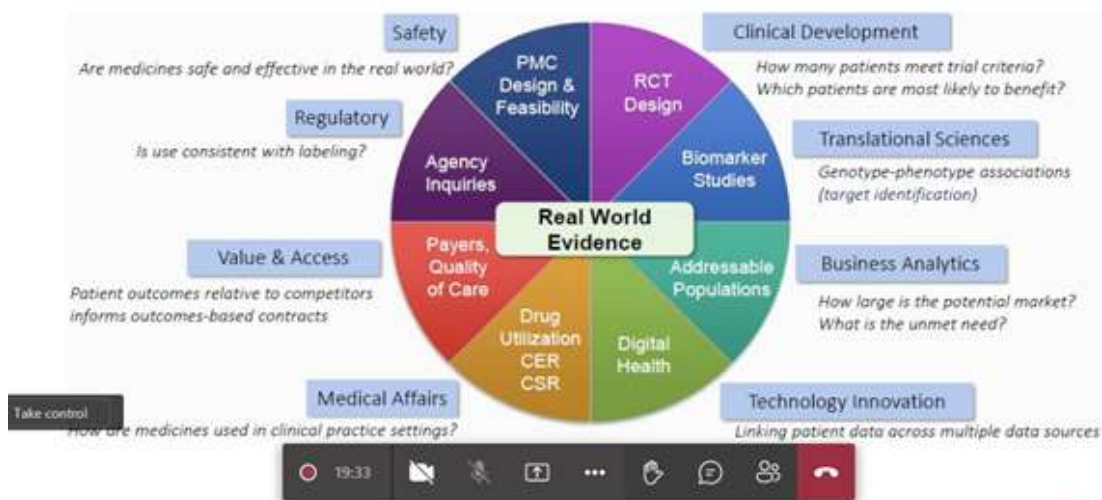 Safety
Are medicines safe and effective in the real world?
Regulatory
Is use consistent with labeling?
Value & Access
Patient outcomes relative to competitors
informs outcomes-based contracts
Medical Affairs
How are medicines used in clinical practice settings?
PMC
Design &
Feasibility
RCT
Design
Agency
Inquiries
Biomarker
Studies
Real World
Evidence
Payers,
Quality
of Care
Addressable
Populations
Drug
Utilization
CER
CSR
Digital
Health
Clinical Development
How many patients meet trial criteria?
Which patients are most likely to benefit?
Translational Sciences
Genotype-phenotype associations
(target identification)
Business Analytics
How large is the potential market?
What is the unmet need?
Technology Innovation
Linking patient data across multiple data sources
Take control
19:33